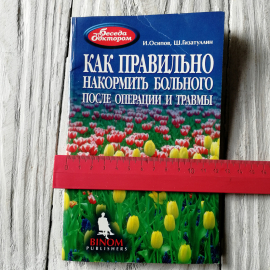 Беседа
с доктором
И.Осипов, Ш.Гизатуллин
КАК ПРАВИЛЬНО
НАКОРМИТЬ БОЛЬНОГО
ПОСЛЕ ОПЕРАЦИИ И ТРАВМЫ
BINOM
PUBLISHERS